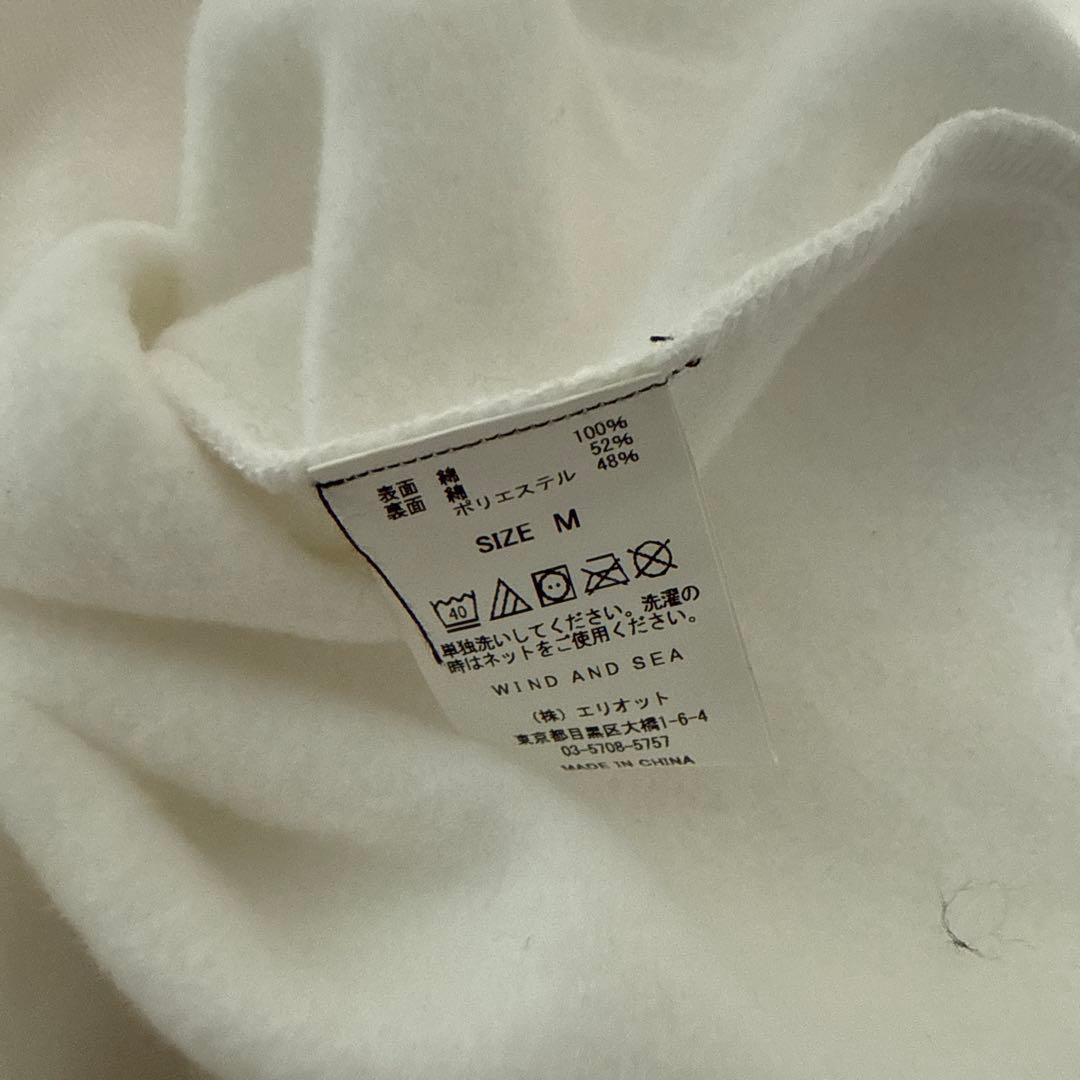 表面 綿 100%
裏面 綿 52%
ポリエステル 48%
SIZE M
40
単独洗いしてください。洗濯の
時はネットをご使用ください。
WIND AND SEA
(株)エリオット
東京都目黒区大橋1-6-4
03-5708-5757
MADE IN CHINA